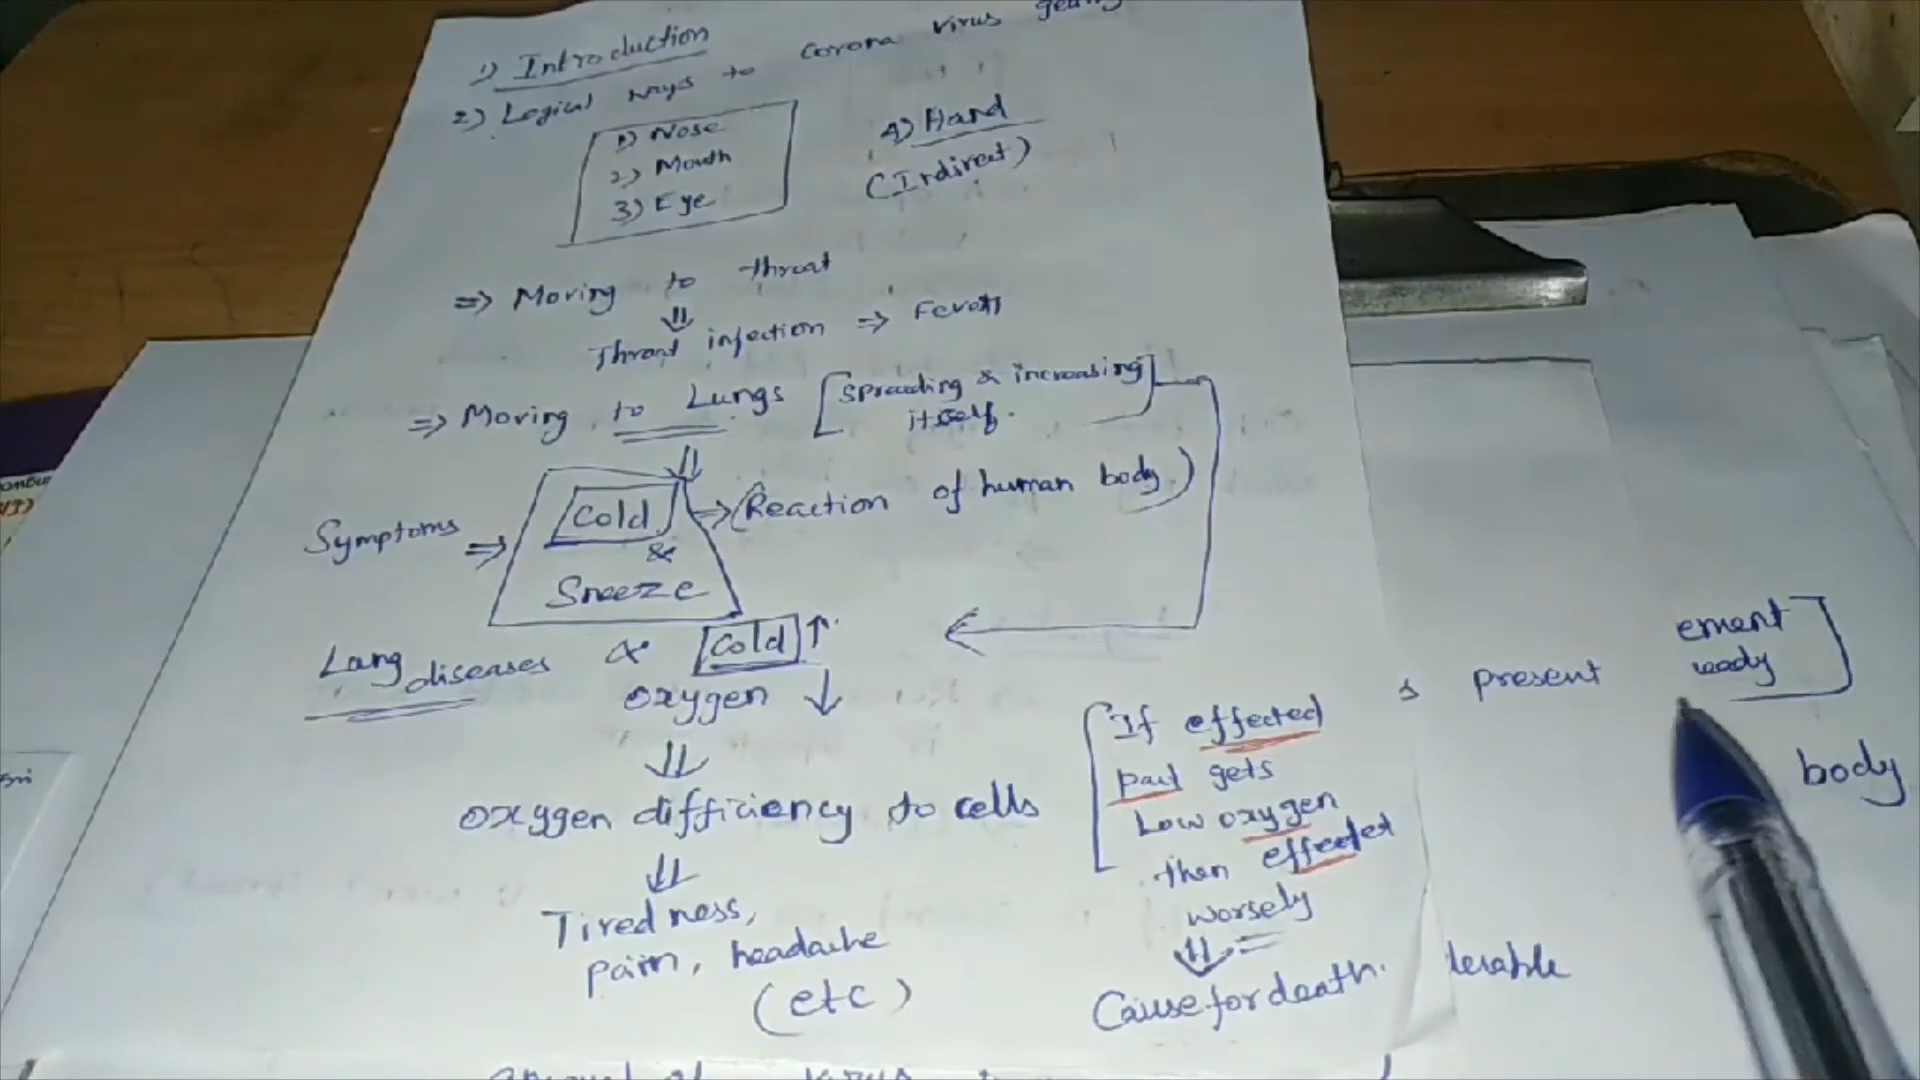 1) Introduction
2) Logical ways to corona virus
1) Nose
2) Mouth
3) Eye
4) Hand
(Indirect)
=> Moving to throat
Throat infection => Fever
=> Moving to Lungs [spreading & increasing
itself.]
Symptoms => Cold => (Reaction of human body)
&
Sneeze
Lung diseases & Cold ↑
oxygen ↓
oxygen difficiency to cells
Tiredness,
pain, headache
(etc)
[If effected
part gets
Low oxygen
then effected
worsely
Cause for death.
s present
ement
body